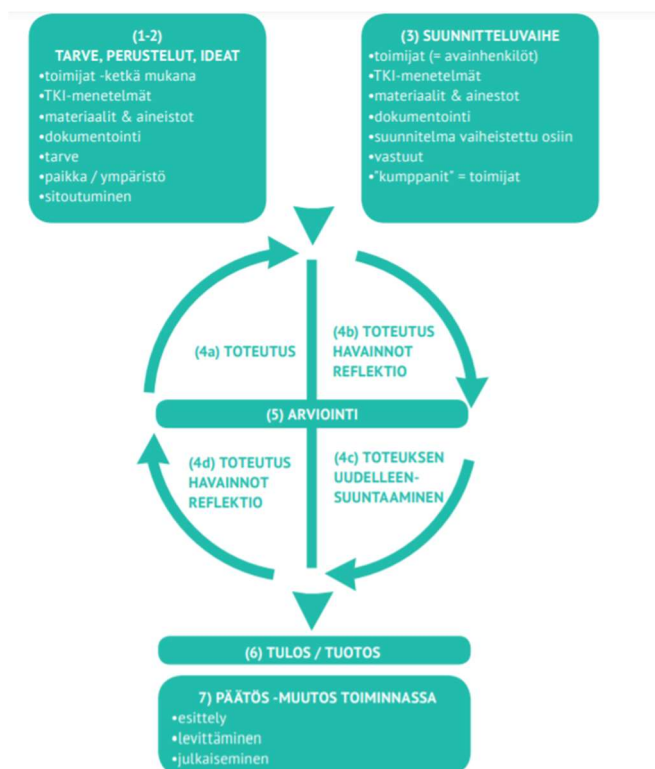 (1-2)
TARVE, PERUSTELUT, IDEAT
•toimijat -ketkä mukana
•TKI-menetelmät
•materiaalit & aineistot
•dokumentointi
•tarve
•paikka / ympäristö
•sitoutuminen
(3) SUUNNITTELUVAIHE
•toimijat (= avainhenkilöt)
•TKI-menetelmät
•materiaalit & ainestot
•dokumentointi
•suunnitelma vaiheistettu osiin
•vastuut
•"kumppanit" = toimijat
(4a) TOTEUTUS
(4b) TOTEUTUS
HAVAINNOT
REFLEKTIO
(5) ARVIOINTI
(4d) TOTEUTUS
HAVAINNOT
REFLEKTIO
(4c) TOTEUKSEN
UUDELLEEN-
SUUNTAAMINEN
(6) TULOS / TUOTOS
7) PÄÄTÖS -MUUTOS TOIMINNASSA
•esittely
•levittäminen
•julkaiseminen